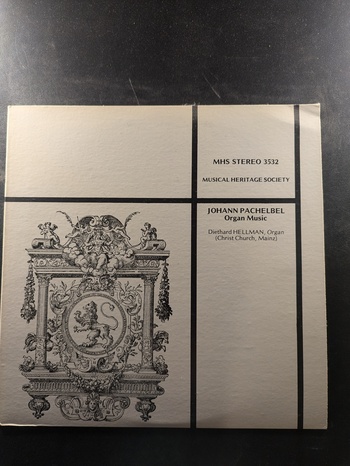 MHS STEREO 3532
MUSICAL HERITAGE SOCIETY
JOHANN PACHELBEL
Organ Music
Diethard HELLMAN, Organ
(Christ Church, Mainz)